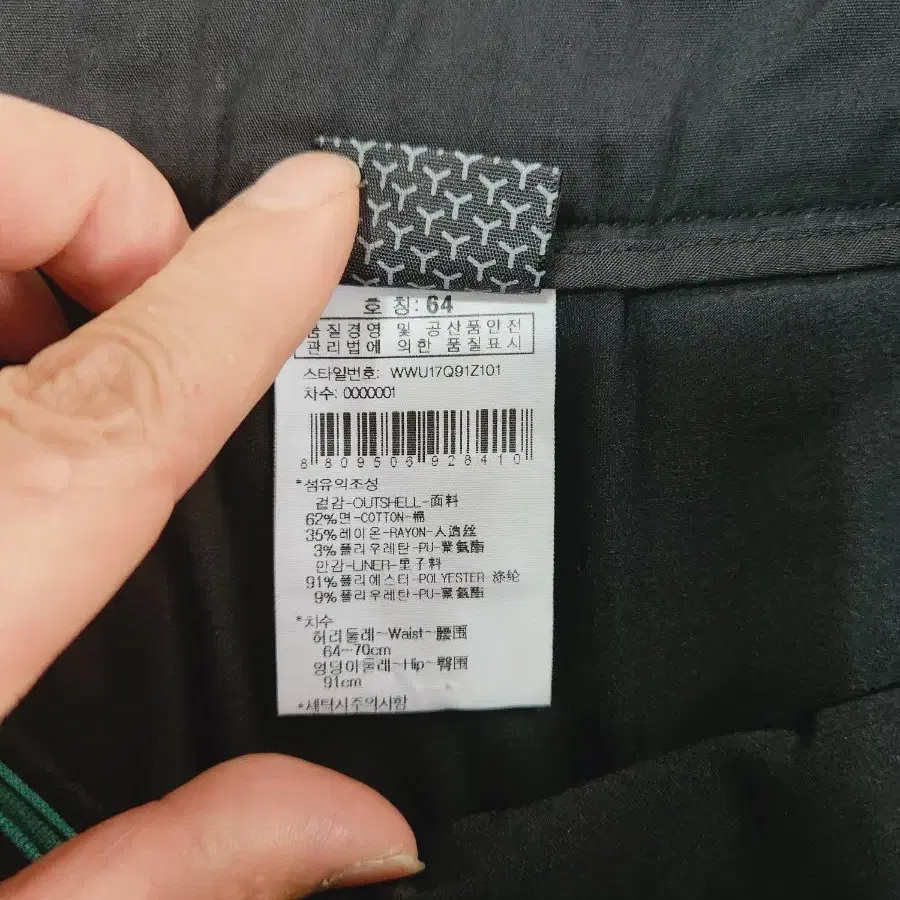 호 칭: 64
품질경영 및 공산품안전
관리법에 의한 품질표시
스타일번호: WWU17Q91Z101
차수: 0000001
8 809506 928410
*섬유의조성
겉감-OUTSHELL-面料
62%면-COTTON-棉
35%레이온-RAYON-人造丝
3%폴리우레탄-PU-聚氨酯
안감-LINER-里子料
91%폴리에스터-POLYESTER 涤纶
9%폴리우레탄-PU-聚氨酯
*치수
허리둘레~Waist~腰围
64~70cm
엉덩이둘레~Hip~臀围
91cm
*세탁시주의사항